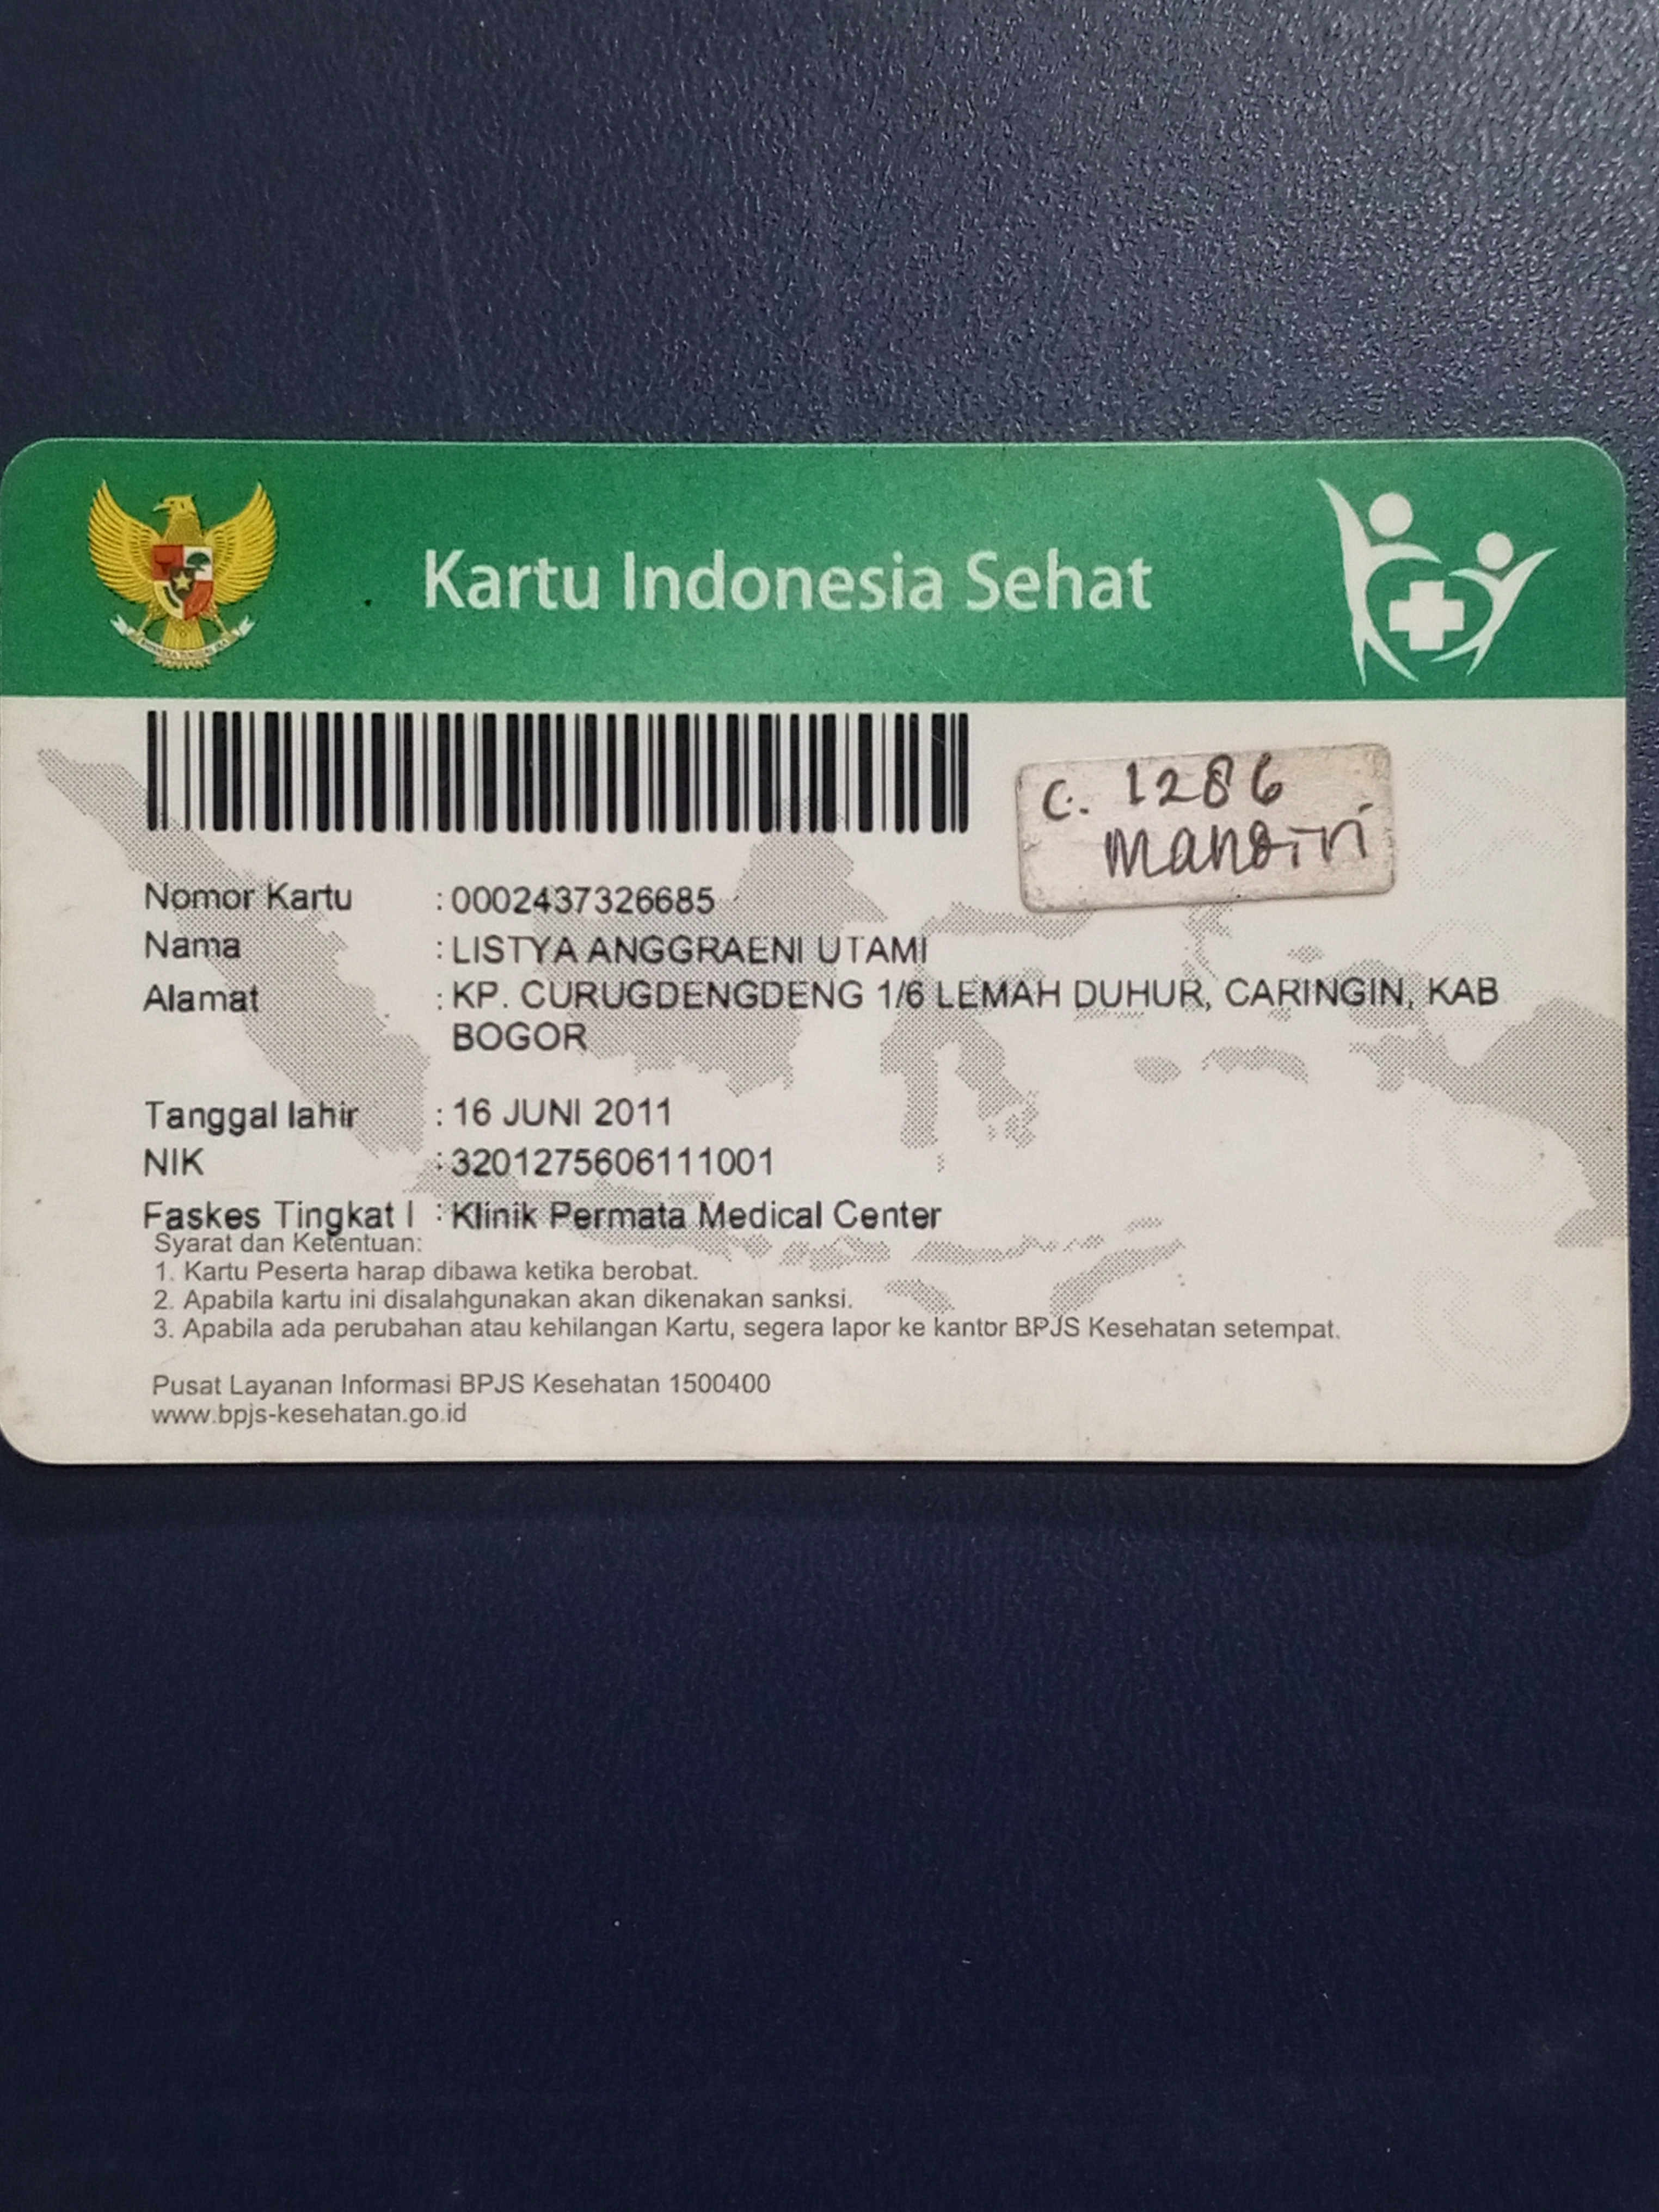 Kartu Indonesia Sehat
C. 1286
Mandiri
Nomor Kartu : 0002437326685
Nama : LISTYA ANGGRAENI UTAMI
Alamat : KP. CURUGDENGDENG 1/6 LEMAH DUHUR, CARINGIN, KAB
BOGOR
Tanggal lahir : 16 JUNI 2011
NIK : 3201275606111001
Faskes Tingkat I : Klinik Permata Medical Center
Syarat dan Ketentuan:
1. Kartu Peserta harap dibawa ketika berobat.
2. Apabila kartu ini disalahgunakan akan dikenakan sanksi.
3. Apabila ada perubahan atau kehilangan Kartu, segera lapor ke kantor BPJS Kesehatan setempat.
Pusat Layanan Informasi BPJS Kesehatan 1500400
www.bpjs-kesehatan.go.id